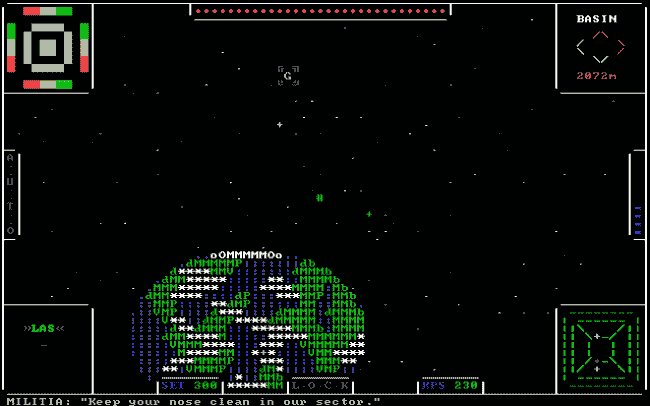 BASIN
G
2072m
A·U·T·O
»LAS«
SET 300
L·O·C·K
KPS 230
MILITIA: "Keep your nose clean in our sector."